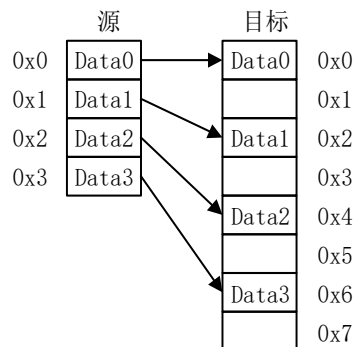 源 目标
0x0 Data0 Data0 0x0
0x1 Data1 0x1
0x2 Data2 Data1 0x2
0x3 Data3 0x3
Data2 0x4
0x5
Data3 0x6
0x7